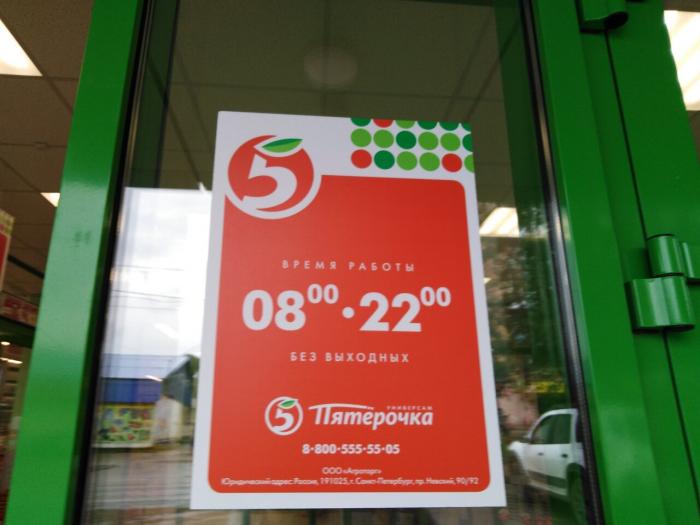 5
ВРЕМЯ РАБОТЫ
08⁰⁰·22⁰⁰
БЕЗ ВЫХОДНЫХ
5 УНИВЕРСАМ
Пятёрочка
8-800-555-55-05
ООО «Агроторг»
Юридический адрес: Россия, 191025, г. Санкт-Петербург, пр. Невский, 90/92